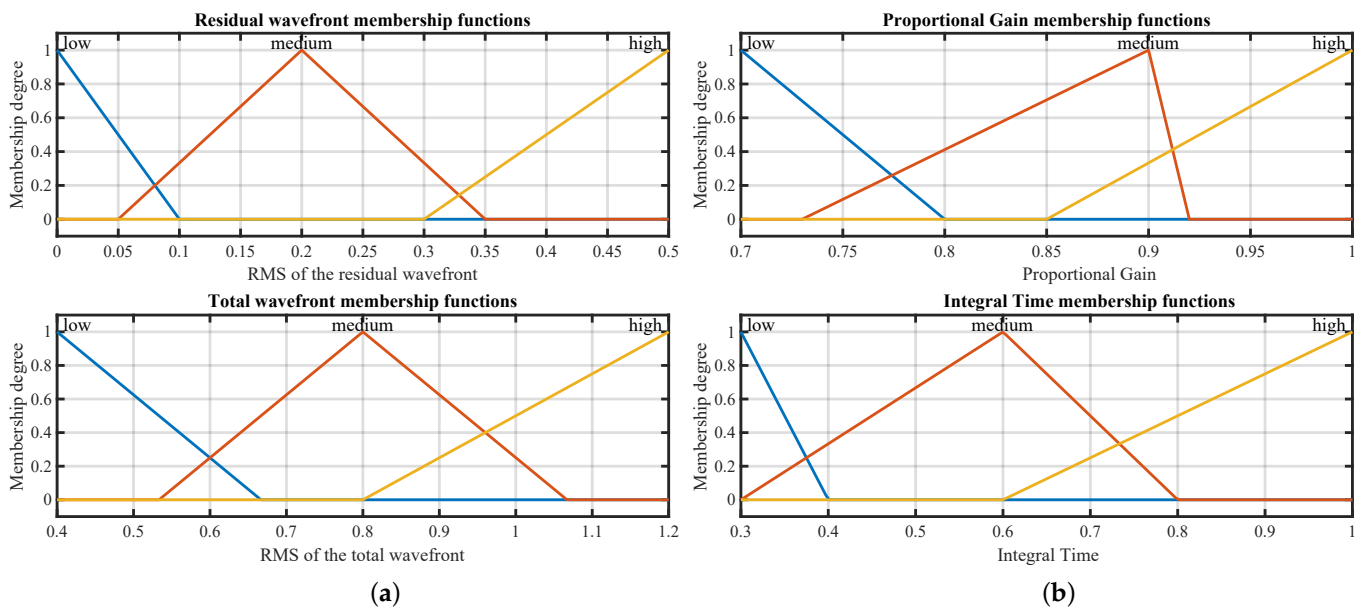 Residual wavefront membership functions
low medium high
1
0.8
0.6
0.4
0.2
0
Membership degree
0 0.05 0.1 0.15 0.2 0.25 0.3 0.35 0.4 0.45 0.5
RMS of the residual wavefront
Total wavefront membership functions
low medium high
1
0.8
0.6
0.4
0.2
0
Membership degree
0.4 0.5 0.6 0.7 0.8 0.9 1 1.1 1.2
RMS of the total wavefront
(a)
Proportional Gain membership functions
low medium high
1
0.8
0.6
0.4
0.2
0
Membership degree
0.7 0.75 0.8 0.85 0.9 0.95 1
Proportional Gain
Integral Time membership functions
low medium high
1
0.8
0.6
0.4
0.2
0
Membership degree
0.3 0.4 0.5 0.6 0.7 0.8 0.9 1
Integral Time
(b)